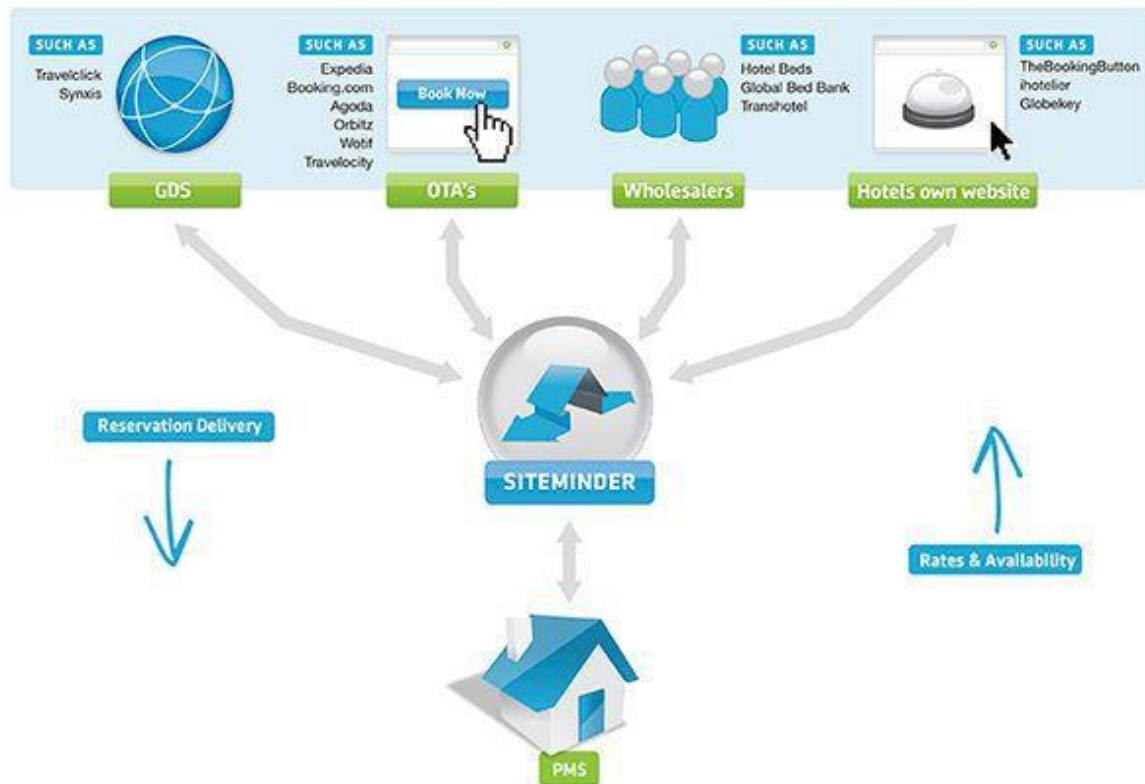 SUCH AS
Travelclick
Synxis
GDS
SUCH AS
Expedia
Booking.com
Agoda
Orbitz
Wotif
Travelocity
Book Now
OTA's
SUCH AS
Hotel Beds
Global Bed Bank
Transhotel
Wholesalers
SUCH AS
TheBookingButton
ihotelier
Globekey
Hotels own website
Reservation Delivery
SITEMINDER
Rates & Availability
PMS